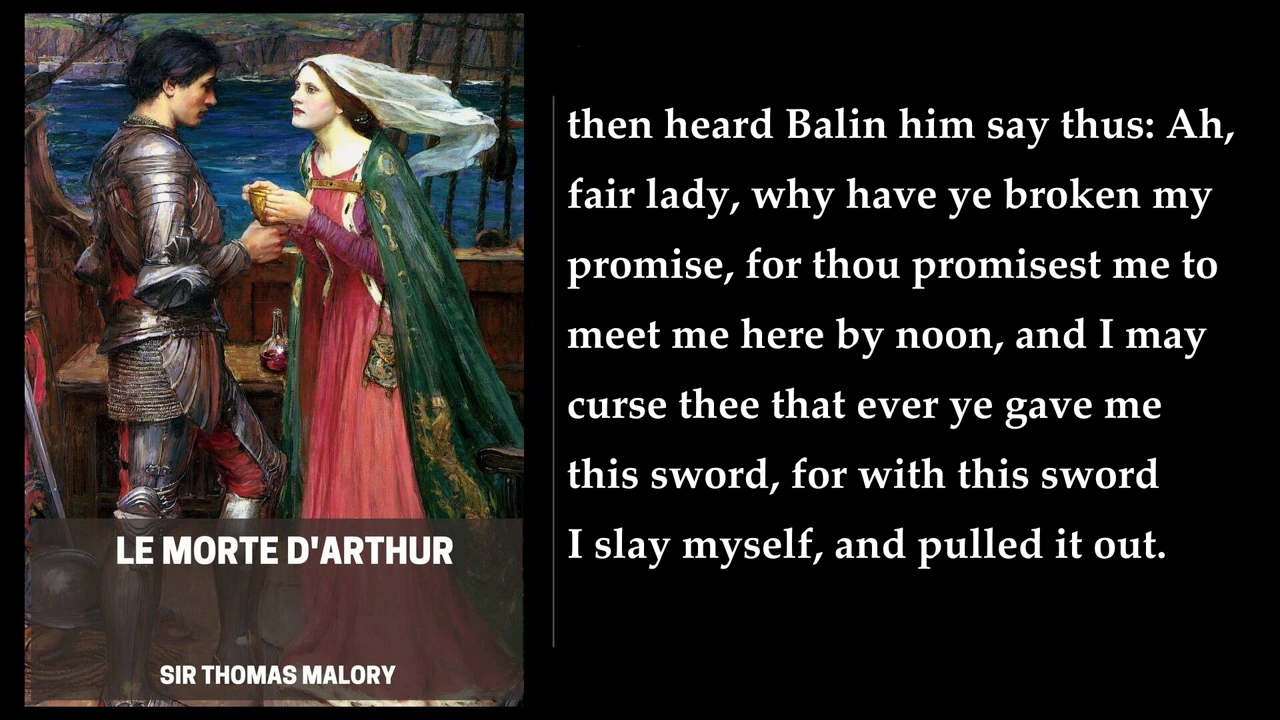 LE MORTE D'ARTHUR
SIR THOMAS MALORY
then heard Balin him say thus: Ah,
fair lady, why have ye broken my
promise, for thou promisest me to
meet me here by noon, and I may
curse thee that ever ye gave me
this sword, for with this sword
I slay myself, and pulled it out.